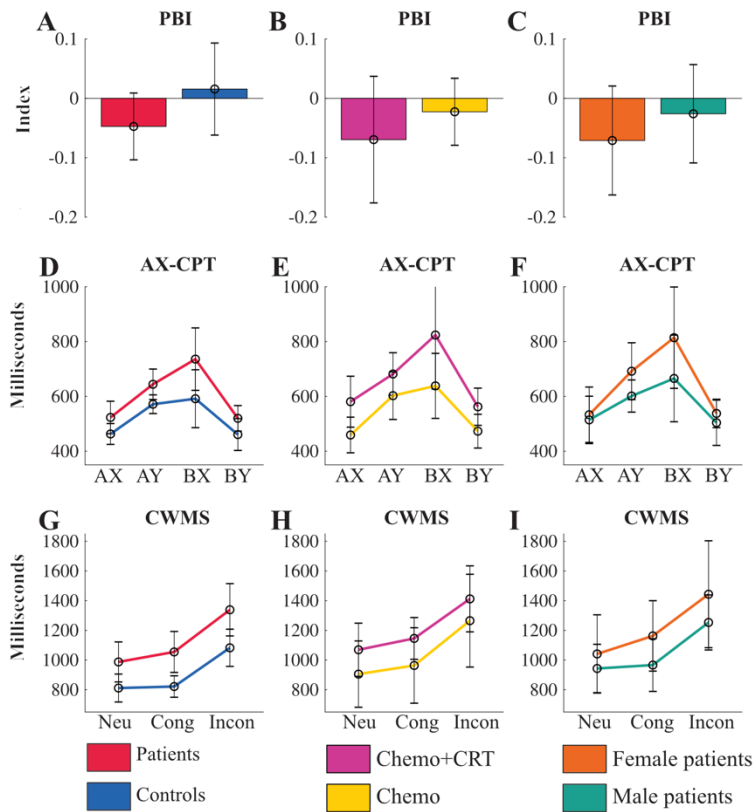 A PBI
B PBI
C PBI
Index
0.1
0
-0.1
-0.2
0.1
0
-0.1
-0.2
0.1
0
-0.1
-0.2
D AX-CPT
E AX-CPT
F AX-CPT
Milliseconds
1000
800
600
400
AX AY BX BY
1000
800
600
400
AX AY BX BY
1000
800
600
400
AX AY BX BY
G CWMS
H CWMS
I CWMS
Milliseconds
1800
1600
1400
1200
1000
800
Neu Cong Incon
1800
1600
1400
1200
1000
800
Neu Cong Incon
1800
1600
1400
1200
1000
800
Neu Cong Incon
Patients
Controls
Chemo+CRT
Chemo
Female patients
Male patients